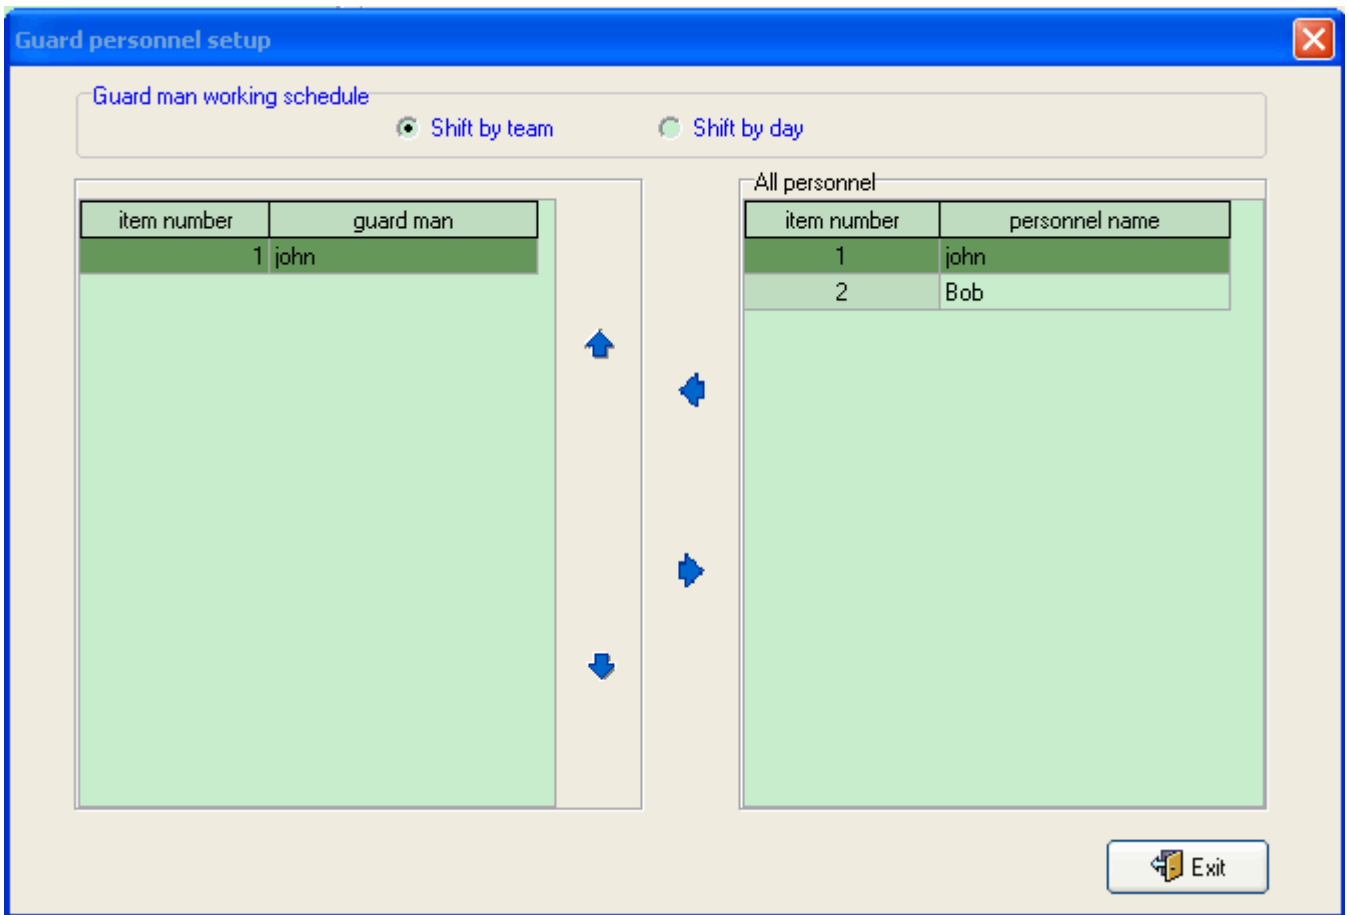 Guard personnel setup
Guard man working schedule
Shift by team Shift by day
All personnel
item number guard man
1 john
item number personnel name
1 john
2 Bob
Exit